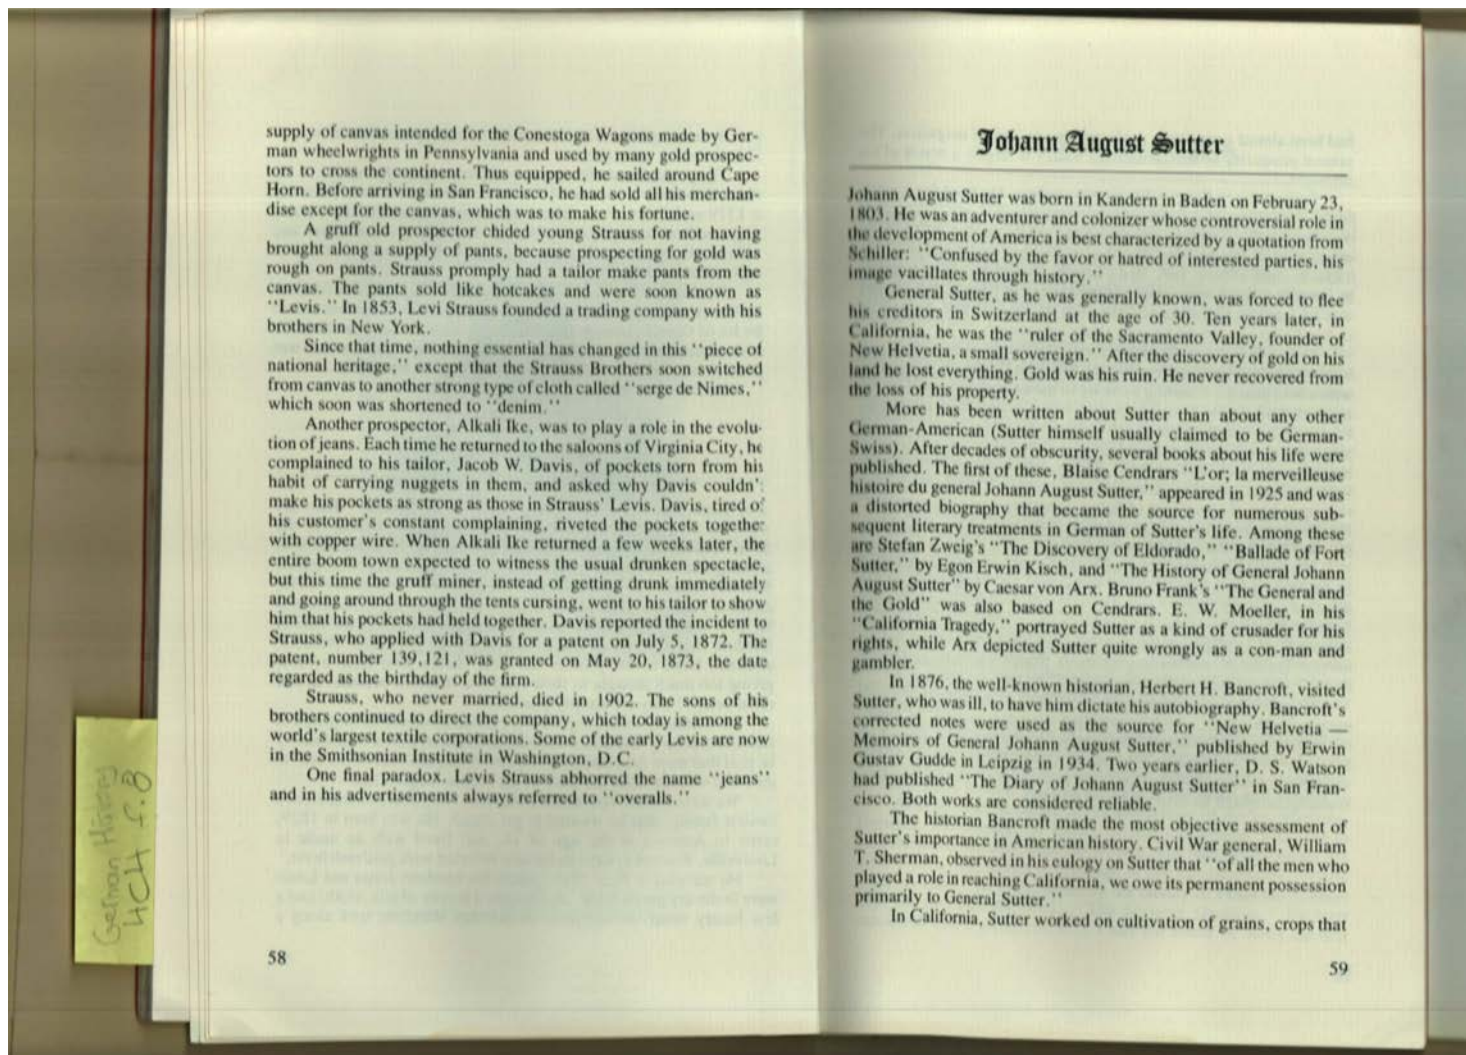 supply of canvas intended for the Conestoga Wagons made by Ger-
man wheelwrights in Pennsylvania and used by many gold prospec-
tors to cross the continent. Thus equipped, he sailed around Cape
Horn. Before arriving in San Francisco, he had sold all his merchan-
dise except for the canvas, which was to make his fortune.
A gruff old prospector chided young Strauss for not having
brought along a supply of pants, because prospecting for gold was
rough on pants. Strauss promply had a tailor make pants from the
canvas. The pants sold like hotcakes and were soon known as
"Levis." In 1853, Levi Strauss founded a trading company with his
brothers in New York.
Since that time, nothing essential has changed in this "piece of
national heritage," except that the Strauss Brothers soon switched
from canvas to another strong type of cloth called "serge de Nimes,"
which soon was shortened to "denim."
Another prospector, Alkali Ike, was to play a role in the evolu-
tion of jeans. Each time he returned to the saloons of Virginia City, he
complained to his tailor, Jacob W. Davis, of pockets torn from his
habit of carrying nuggets in them, and asked why Davis couldn'
make his pockets as strong as those in Strauss' Levis. Davis, tired of
his customer's constant complaining, riveted the pockets together
with copper wire. When Alkali Ike returned a few weeks later, the
entire boom town expected to witness the usual drunken spectacle,
but this time the gruff miner, instead of getting drunk immediately
and going around through the tents cursing, went to his tailor to show
him that his pockets had held together. Davis reported the incident to
Strauss, who applied with Davis for a patent on July 5, 1872. The
patent, number 139,121, was granted on May 20, 1873, the date
regarded as the birthday of the firm.
Strauss, who never married, died in 1902. The sons of his
brothers continued to direct the company, which today is among the
world's largest textile corporations. Some of the early Levis are now
in the Smithsonian Institute in Washington, D.C.
One final paradox. Levis Strauss abhorred the name "jeans"
and in his advertisements always referred to "overalls."
58
German History
HCH f.8
Johann August Sutter
Johann August Sutter was born in Kandern in Baden on February 23,
1803. He was an adventurer and colonizer whose controversial role in
the development of America is best characterized by a quotation from
Schiller: "Confused by the favor or hatred of interested parties, his
image vacillates through history."
General Sutter, as he was generally known, was forced to flee
his creditors in Switzerland at the age of 30. Ten years later, in
California, he was the "ruler of the Sacramento Valley, founder of
New Helvetia, a small sovereign." After the discovery of gold on his
land he lost everything. Gold was his ruin. He never recovered from
the loss of his property.
More has been written about Sutter than about any other
German-American (Sutter himself usually claimed to be German-
Swiss). After decades of obscurity, several books about his life were
published. The first of these, Blaise Cendrars "L'or; la merveilleuse
histoire du general Johann August Sutter," appeared in 1925 and was
a distorted biography that became the source for numerous sub-
sequent literary treatments in German of Sutter's life. Among these
are Stefan Zweig's "The Discovery of Eldorado," "Ballade of Fort
Sutter," by Egon Erwin Kisch, and "The History of General Johann
August Sutter" by Caesar von Arx. Bruno Frank's "The General and
the Gold" was also based on Cendrars. E. W. Moeller, in his
"California Tragedy," portrayed Sutter as a kind of crusader for his
rights, while Arx depicted Sutter quite wrongly as a con-man and
gambler.
In 1876, the well-known historian, Herbert H. Bancroft, visited
Sutter, who was ill, to have him dictate his autobiography. Bancroft's
corrected notes were used as the source for "New Helvetia —
Memoirs of General Johann August Sutter," published by Erwin
Gustav Gudde in Leipzig in 1934. Two years earlier, D. S. Watson
had published "The Diary of Johann August Sutter" in San Fran-
cisco. Both works are considered reliable.
The historian Bancroft made the most objective assessment of
Sutter's importance in American history. Civil War general, William
T. Sherman, observed in his eulogy on Sutter that "of all the men who
played a role in reaching California, we owe its permanent possession
primarily to General Sutter."
In California, Sutter worked on cultivation of grains, crops that
59